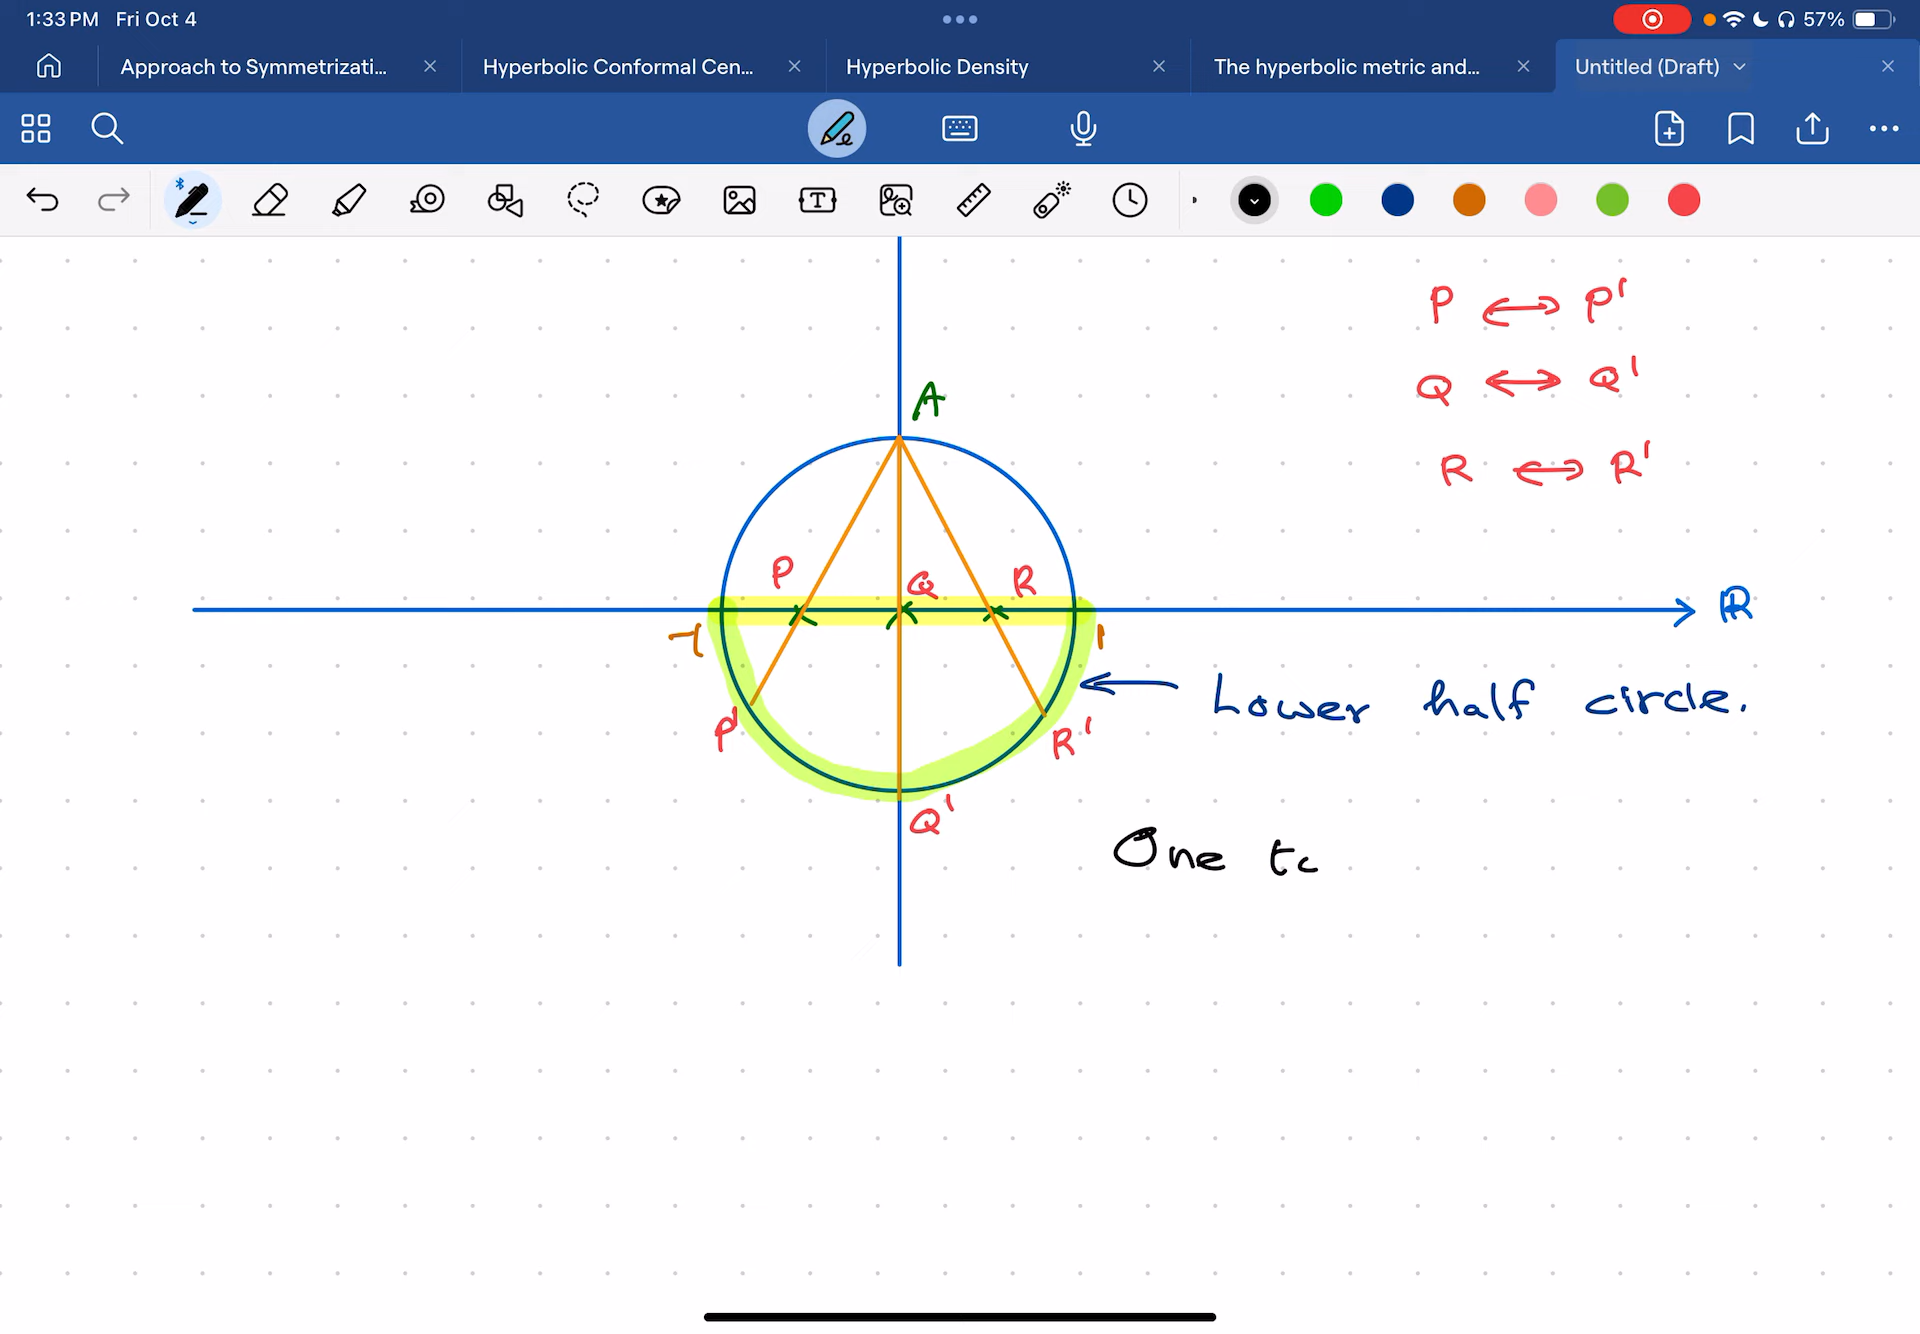 1:33 PM Fri Oct 4 57%
Approach to Symmetrizati... Hyperbolic Conformal Cen... Hyperbolic Density The hyperbolic metric and... Untitled (Draft)
P ↔ P'
A
Q ↔ Q'
R ↔ R'
P Q R
-1 1 ℝ
P' R' ← Lower half circle.
Q'
One to